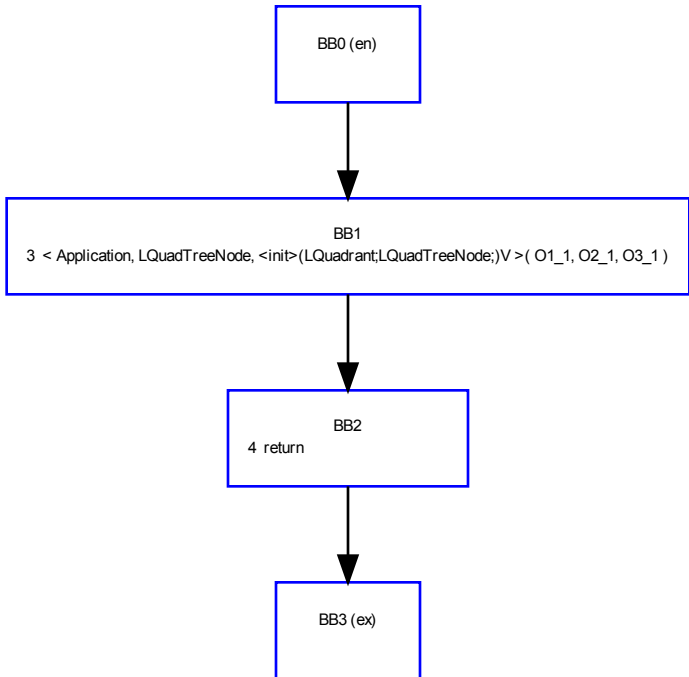 BB0 (en)
BB1
3 < Application, LQuadTreeNode, <init>(LQuadrant;LQuadTreeNode;)V >( O1_1, O2_1, O3_1 )
BB2
4 return
BB3 (ex)